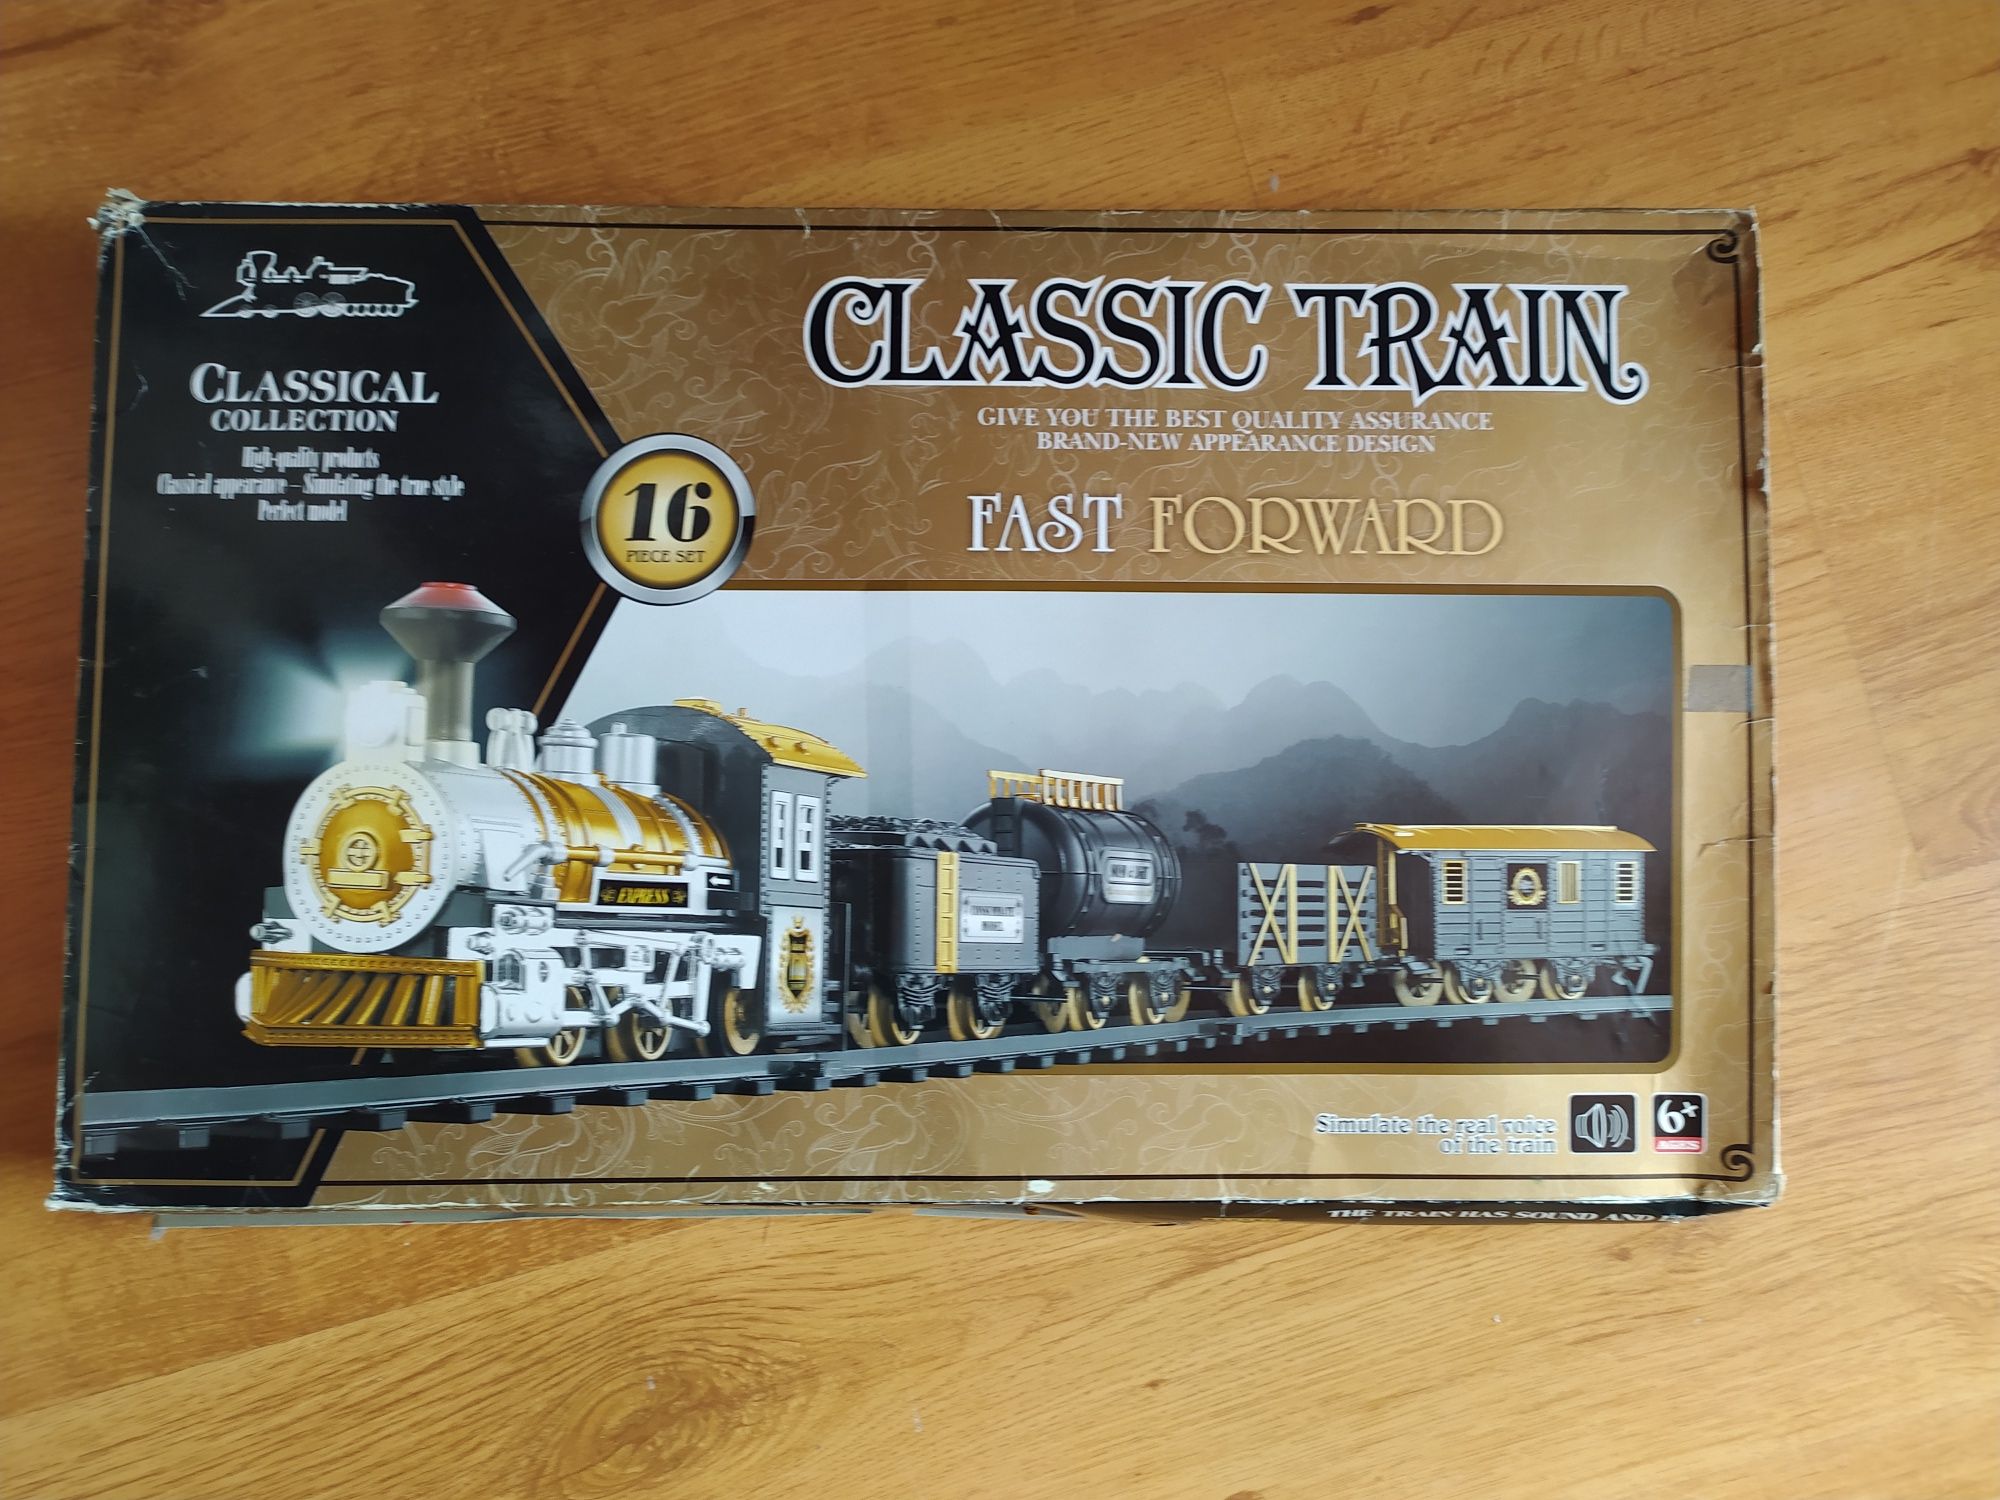 CLASSICAL
COLLECTION
High-quality products
Classical appearance - Simulating the true style
Perfect model
16
PIECE SET
CLASSIC TRAIN
GIVE YOU THE BEST QUALITY ASSURANCE
BRAND-NEW APPEARANCE DESIGN
FAST FORWARD
EXPRESS
Simulate the real voice
of the train
6+
AGES
THE TRAIN HAS SOUND AND